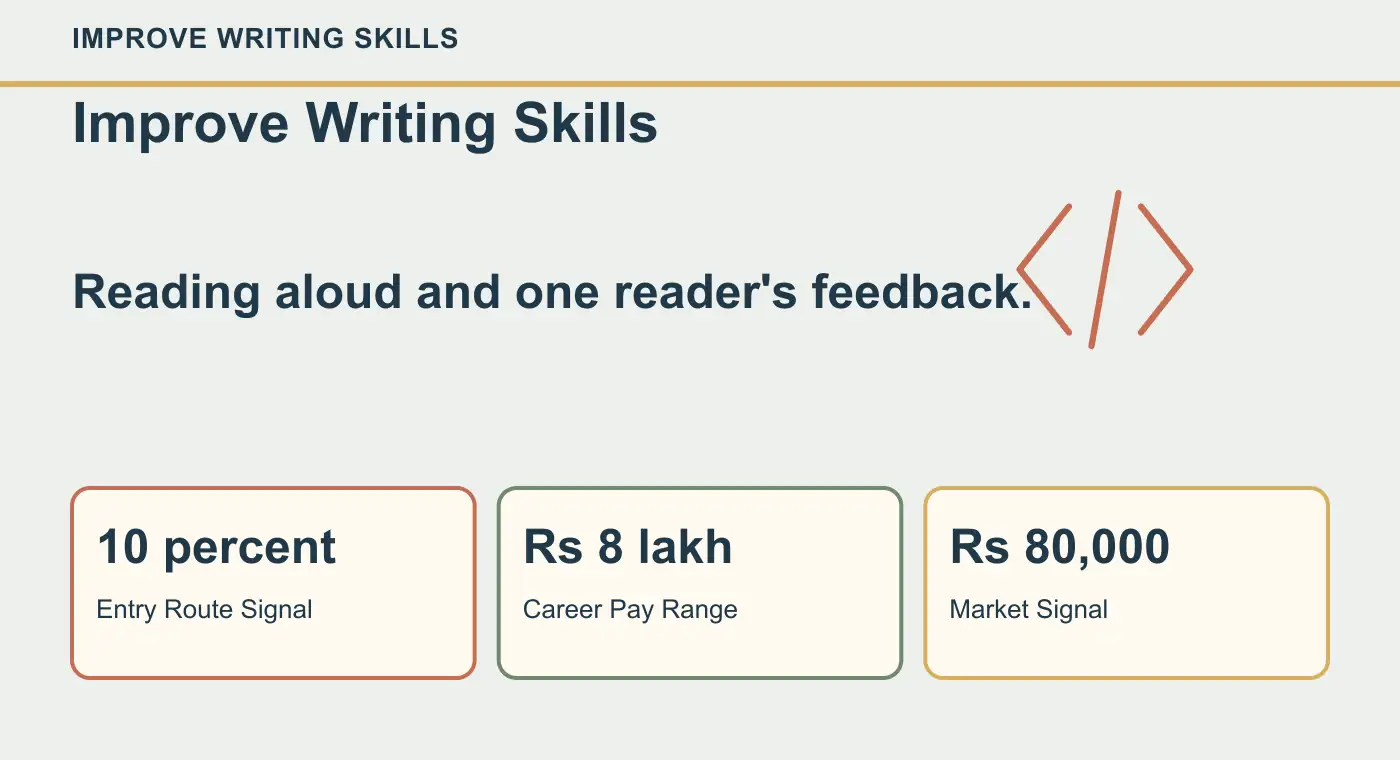 IMPROVE WRITING SKILLS
Improve Writing Skills
Reading aloud and one reader's feedback.
10 percent
Entry Route Signal
Rs 8 lakh
Career Pay Range
Rs 80,000
Market Signal